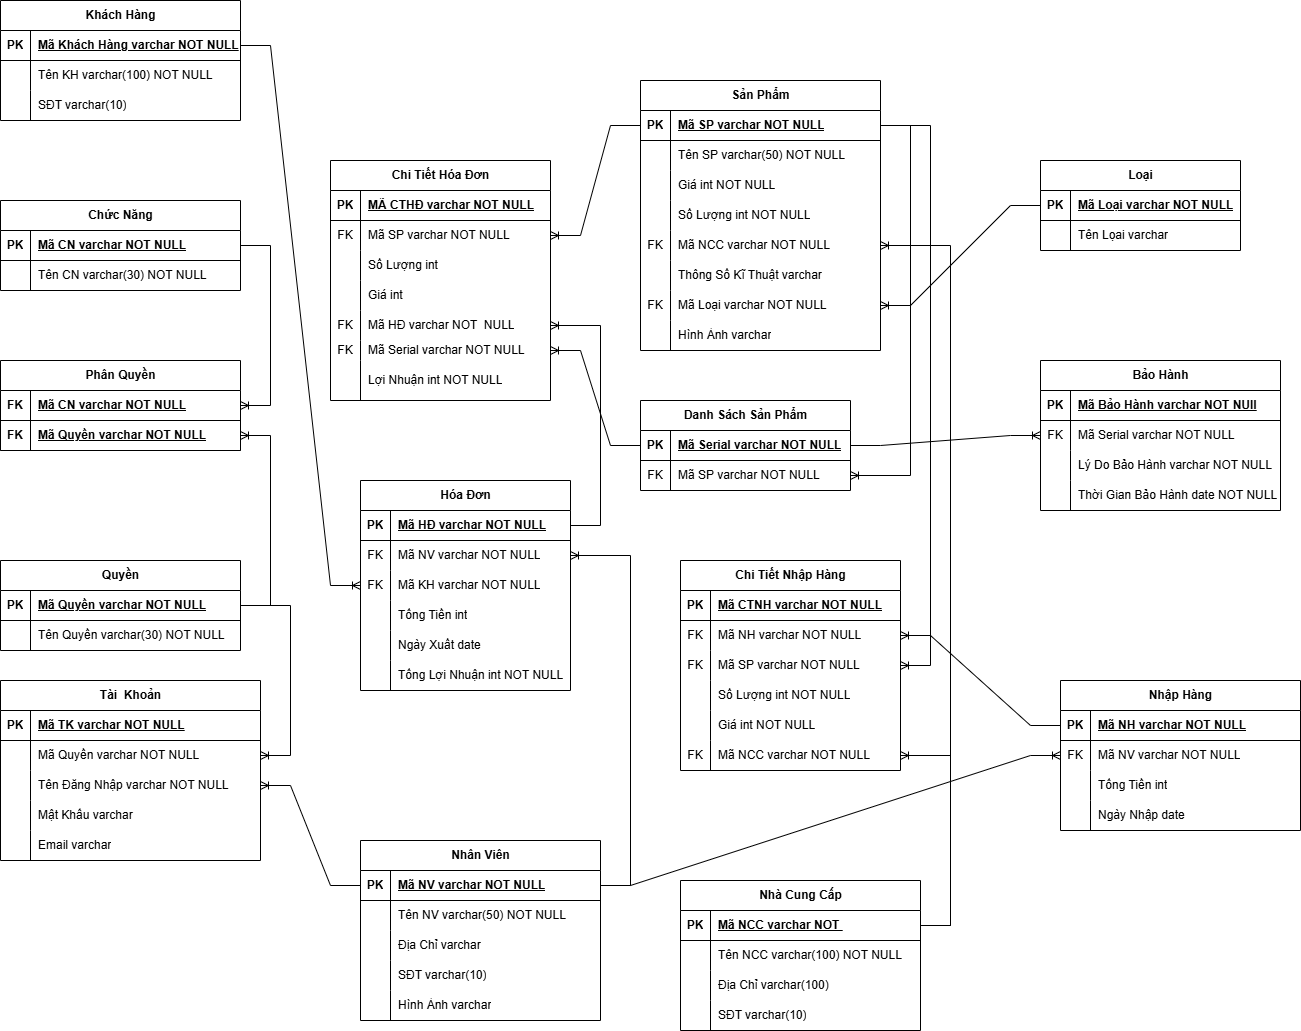 Khách Hàng
PK Mã Khách Hàng varchar NOT NULL
Tên KH varchar(100) NOT NULL
SĐT varchar(10)
Chức Năng
PK Mã CN varchar NOT NULL
Tên CN varchar(30) NOT NULL
Phân Quyền
FK Mã CN varchar NOT NULL
FK Mã Quyền varchar NOT NULL
Quyền
PK Mã Quyền varchar NOT NULL
Tên Quyền varchar(30) NOT NULL
Tài Khoản
PK Mã TK varchar NOT NULL
Mã Quyền varchar NOT NULL
Tên Đăng Nhập varchar NOT NULL
Mật Khẩu varchar
Email varchar
Chi Tiết Hóa Đơn
PK MÃ CTHĐ varchar NOT NULL
FK Mã SP varchar NOT NULL
Số Lượng int
Giá int
FK Mã HĐ varchar NOT NULL
FK Mã Serial varchar NOT NULL
Lợi Nhuận int NOT NULL
Hóa Đơn
PK Mã HĐ varchar NOT NULL
FK Mã NV varchar NOT NULL
FK Mã KH varchar NOT NULL
Tổng Tiền int
Ngày Xuất date
Tổng Lợi Nhuận int NOT NULL
Nhân Viên
PK Mã NV varchar NOT NULL
Tên NV varchar(50) NOT NULL
Địa Chỉ varchar
SĐT varchar(10)
Hình Ảnh varchar
Sản Phẩm
PK Mã SP varchar NOT NULL
Tên SP varchar(50) NOT NULL
Giá int NOT NULL
Số Lượng int NOT NULL
FK Mã NCC varchar NOT NULL
Thông Số Kĩ Thuật varchar
FK Mã Loại varchar NOT NULL
Hình Ảnh varchar
Danh Sách Sản Phẩm
PK Mã Serial varchar NOT NULL
FK Mã SP varchar NOT NULL
Chi Tiết Nhập Hàng
PK Mã CTNH varchar NOT NULL
FK Mã NH varchar NOT NULL
FK Mã SP varchar NOT NULL
Số Lượng int NOT NULL
Giá int NOT NULL
FK Mã NCC varchar NOT NULL
Nhà Cung Cấp
PK Mã NCC varchar NOT
Tên NCC varchar(100) NOT NULL
Địa Chỉ varchar(100)
SĐT varchar(10)
Loại
PK Mã Loại varchar NOT NULL
Tên Lọai varchar
Bảo Hành
PK Mã Bảo Hành varchar NOT NUll
FK Mã Serial varchar NOT NULL
Lý Do Bảo Hành varchar NOT NULL
Thời Gian Bảo Hành date NOT NULL
Nhập Hàng
PK Mã NH varchar NOT NULL
FK Mã NV varchar NOT NULL
Tổng Tiền int
Ngày Nhập date